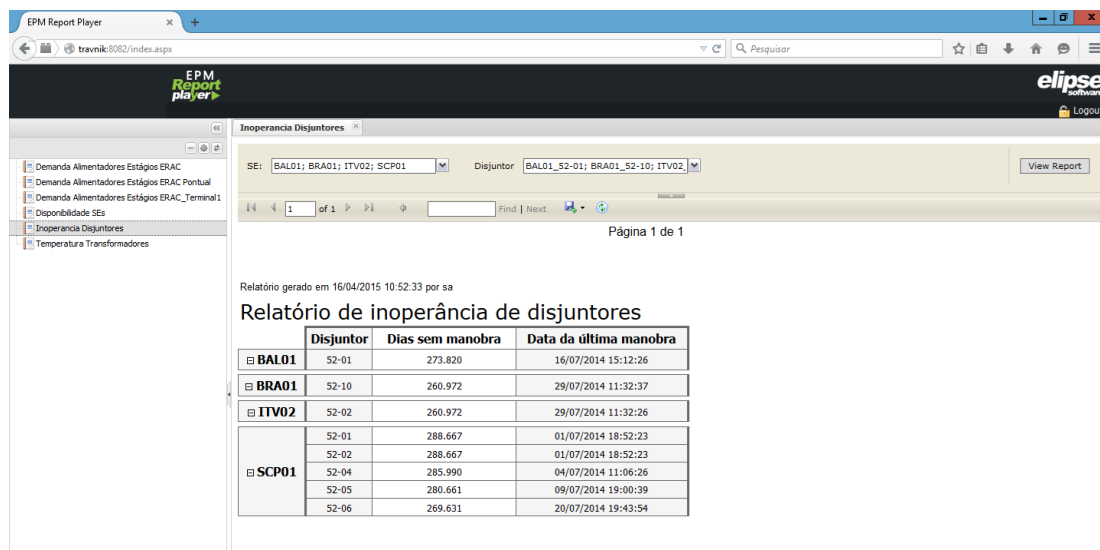 EPM Report Player × +
travnik:8082/index.aspx Pesquisar
EPM
Report
player
elipse
software
Logout
Inoperancia Disjuntores
Demanda Alimentadores Estágios ERAC
Demanda Alimentadores Estágios ERAC Pontual
Demanda Alimentadores Estágios ERAC_Terminal1
Disponibilidade SEs
Inoperancia Disjuntores
Temperatura Transformadores
SE: BAL01; BRA01; ITV02; SCP01 Disjuntor BAL01_52-01; BRA01_52-10; ITV02_ View Report
1 of 1 Find | Next
Página 1 de 1
Relatório gerado em 16/04/2015 10:52:33 por sa
Relatório de inoperância de disjuntores
Disjuntor Dias sem manobra Data da última manobra
BAL01 52-01 273.820 16/07/2014 15:12:26
BRA01 52-10 260.972 29/07/2014 11:32:37
ITV02 52-02 260.972 29/07/2014 11:32:26
SCP01 52-01 288.667 01/07/2014 18:52:23
52-02 288.667 01/07/2014 18:52:23
52-04 285.990 04/07/2014 11:06:26
52-05 280.661 09/07/2014 19:00:39
52-06 269.631 20/07/2014 19:43:54